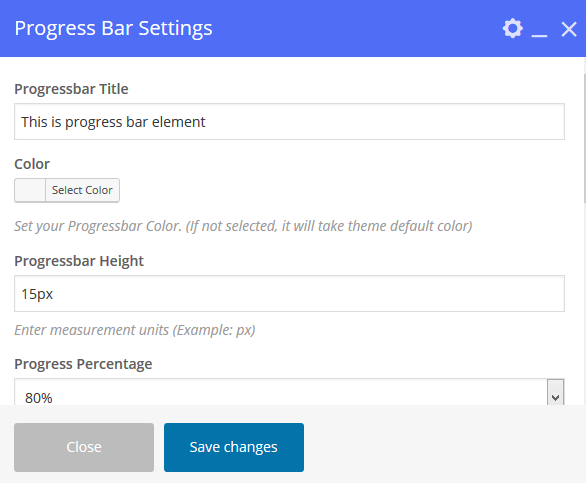 Progress Bar Settings
Progressbar Title
This is progress bar element
Color
Select Color
Set your Progressbar Color. (If not selected, it will take theme default color)
Progressbar Height
15px
Enter measurement units (Example: px)
Progress Percentage
80%
Close
Save changes